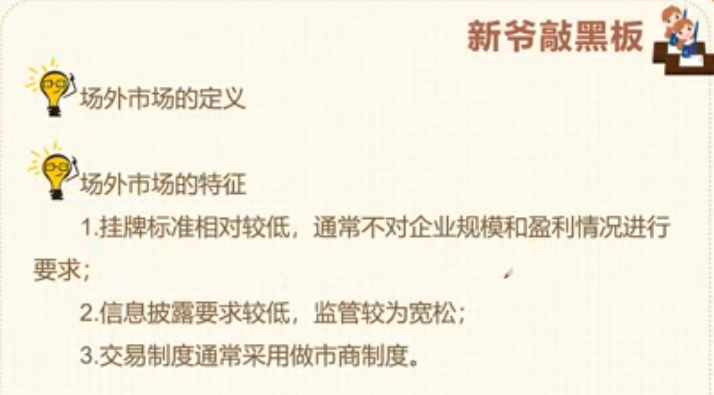 新爷敲黑板
场外市场的定义
场外市场的特征
1.挂牌标准相对较低，通常不对企业规模和盈利情况进行
要求；
2.信息披露要求较低，监管较为宽松；
3.交易制度通常采用做市商制度。